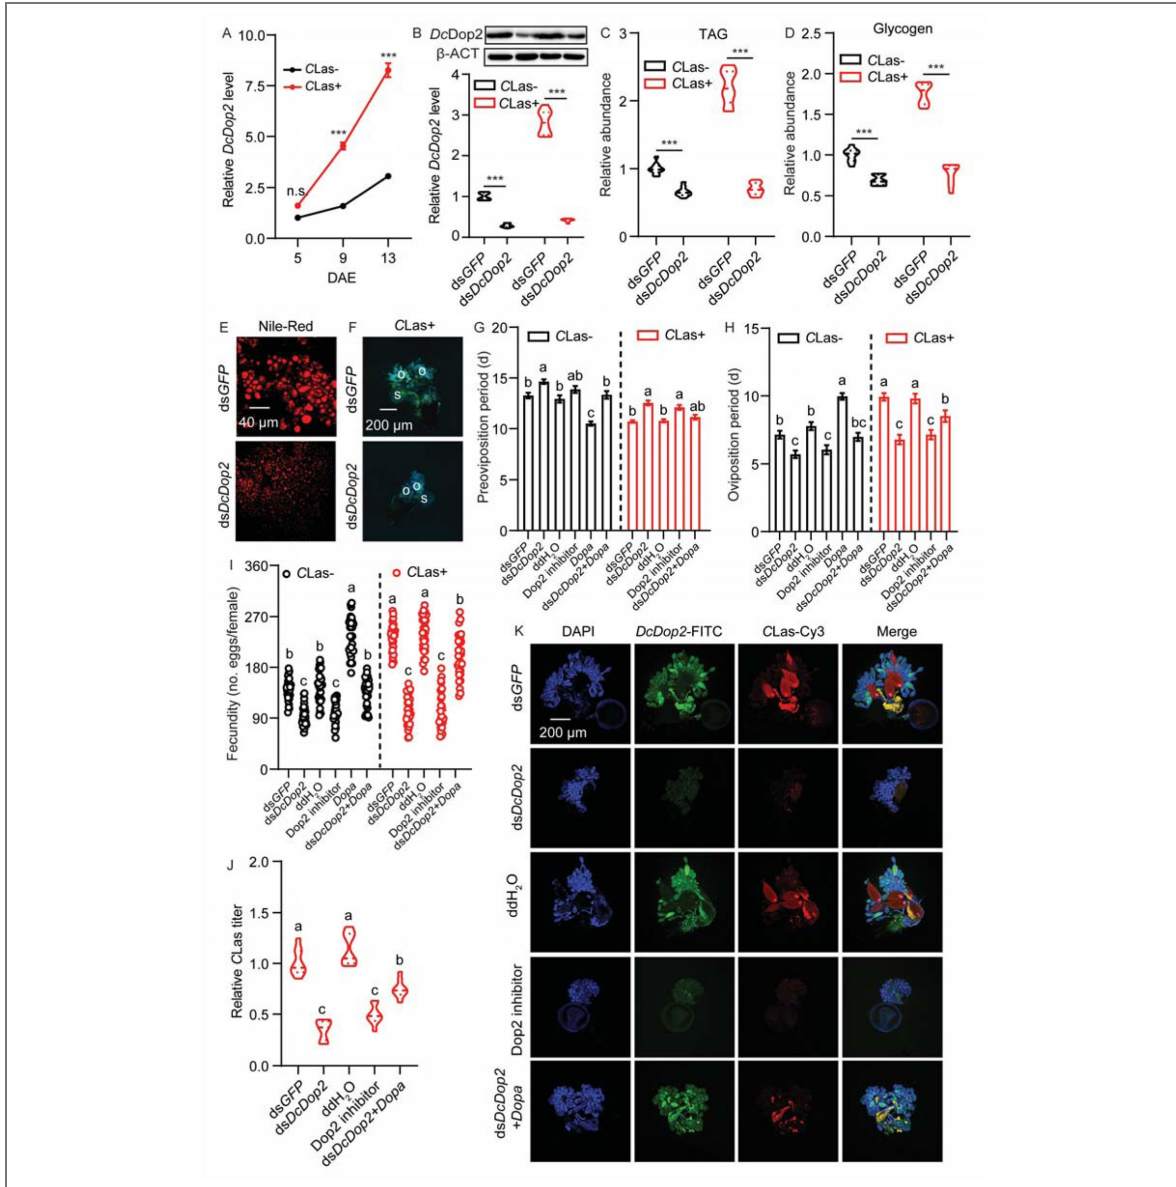 A
CLas-
CLas+
Relative DcDop2 level
10.0
7.5
5.0
2.5
0.0
n.s
***
***
5
9
13
DAE
B
DcDop2
β-ACT
CLas-
CLas+
Relative DcDop2 level
4
3
2
1
0
***
***
dsGFP
dsDcDop2
dsGFP
dsDcDop2
C
TAG
CLas-
CLas+
Relative abundance
3
2
1
0
***
***
dsGFP
dsDcDop2
dsGFP
dsDcDop2
D
Glycogen
CLas-
CLas+
Relative abundance
2.5
2.0
1.5
1.0
0.5
0.0
***
***
dsGFP
dsDcDop2
dsGFP
dsDcDop2
E
Nile-Red
dsGFP
40 µm
dsDcDop2
F
CLas+
dsGFP
o
o
s
200 µm
dsDcDop2
o
o
s
G
CLas-
CLas+
Preoviposition period (d)
20
15
10
5
0
b
a
b
ab
c
b
b
a
b
a
ab
dsGFP
dsDcDop2
ddH2O
Dop2 inhibitor
Dopa
dsDcDop2+Dopa
dsGFP
dsDcDop2
ddH2O
Dop2 inhibitor
dsDcDop2+Dopa
H
CLas-
CLas+
Oviposition period (d)
15
10
5
0
b
c
b
c
a
bc
a
c
a
c
b
dsGFP
dsDcDop2
ddH2O
Dop2 inhibitor
Dopa
dsDcDop2+Dopa
dsGFP
dsDcDop2
ddH2O
Dop2 inhibitor
dsDcDop2+Dopa
I
CLas-
CLas+
Fecundity (no. eggs/female)
360
270
180
90
0
b
c
b
c
a
b
a
c
a
c
b
dsGFP
dsDcDop2
ddH2O
Dop2 inhibitor
Dopa
dsDcDop2+Dopa
dsGFP
dsDcDop2
ddH2O
Dop2 inhibitor
dsDcDop2+Dopa
J
Relative CLas titer
2.0
1.5
1.0
0.5
0.0
a
c
a
c
b
dsGFP
dsDcDop2
ddH2O
Dop2 inhibitor
dsDcDop2+Dopa
K
DAPI
DcDop2-FITC
CLas-Cy3
Merge
dsGFP
200 µm
dsDcDop2
ddH2O
Dop2 inhibitor
dsDcDop2
+Dopa